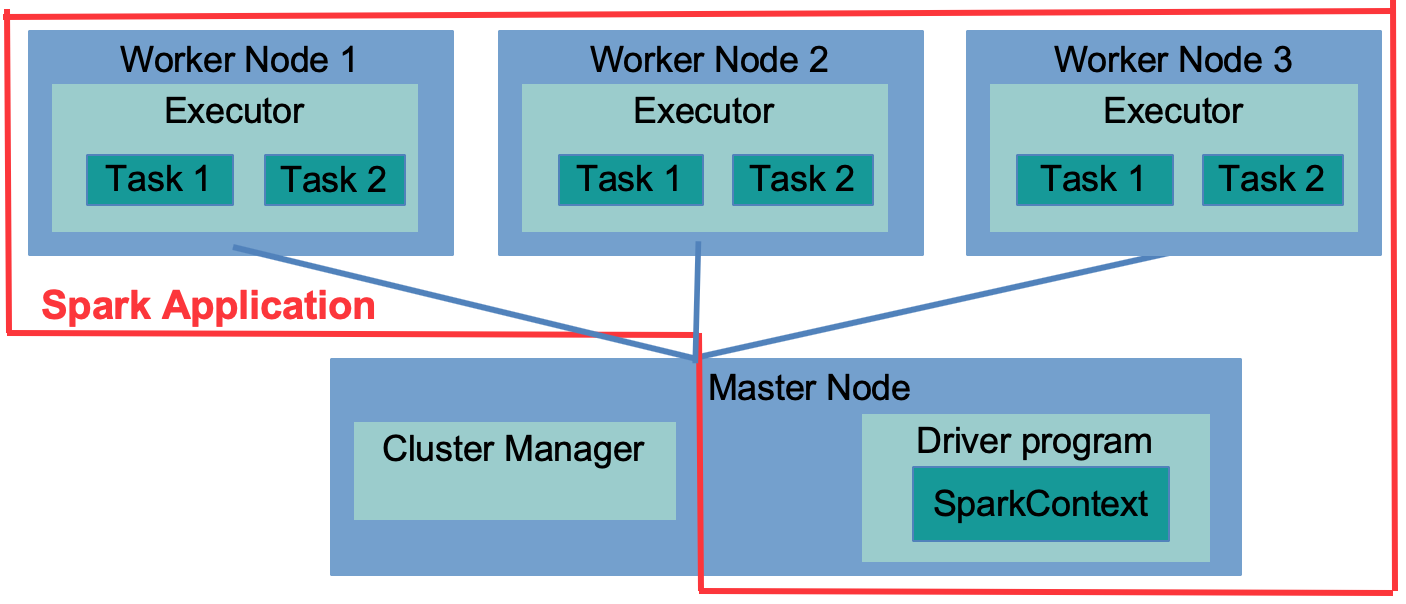 Worker Node 1
Executor
Task 1
Task 2
Worker Node 2
Executor
Task 1
Task 2
Worker Node 3
Executor
Task 1
Task 2
Spark Application
Master Node
Cluster Manager
Driver program
SparkContext